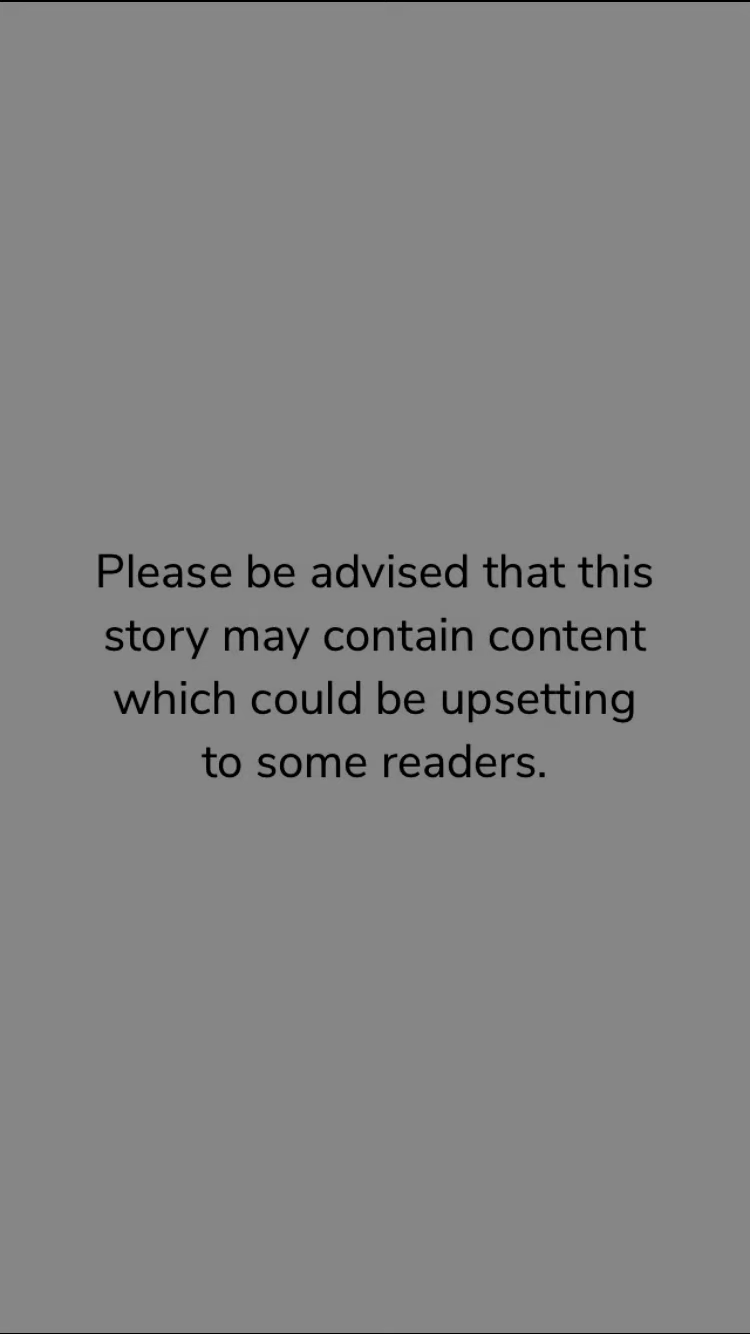 Please be advised that this
story may contain content
which could be upsetting
to some readers.